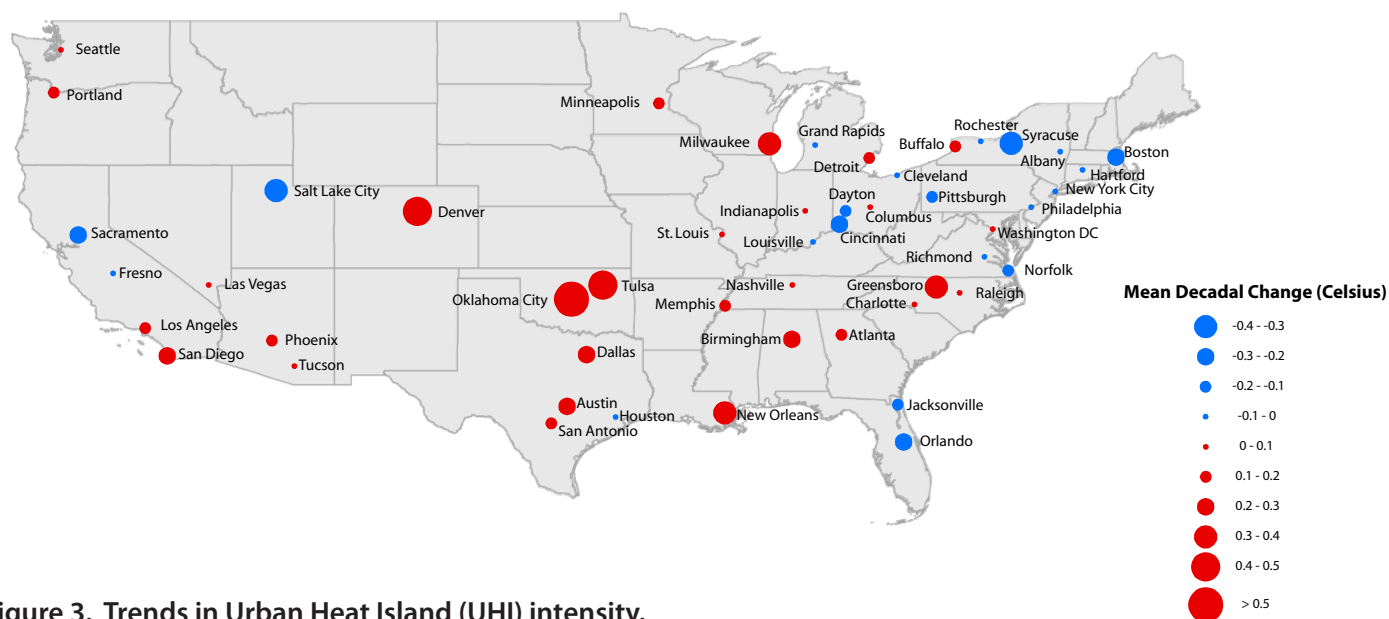 Seattle
Portland
Minneapolis
Milwaukee
Grand Rapids
Detroit
Buffalo
Rochester
Syracuse
Albany
Boston
Hartford
New York City
Cleveland
Pittsburgh
Philadelphia
Salt Lake City
Denver
Sacramento
Fresno
Las Vegas
Los Angeles
San Diego
Phoenix
Tucson
Dayton
Indianapolis
Columbus
Washington DC
St. Louis
Louisville
Cincinnati
Richmond
Norfolk
Oklahoma City
Tulsa
Nashville
Memphis
Greensboro
Charlotte
Raleigh
Birmingham
Atlanta
Dallas
Austin
Houston
San Antonio
New Orleans
Jacksonville
Orlando
Mean Decadal Change (Celsius)
-0.4 - -0.3
-0.3 - -0.2
-0.2 - -0.1
-0.1 - 0
0 - 0.1
0.1 - 0.2
0.2 - 0.3
0.3 - 0.4
0.4 - 0.5
> 0.5
igure 3. Trends in Urban Heat Island (UHI) intensity.